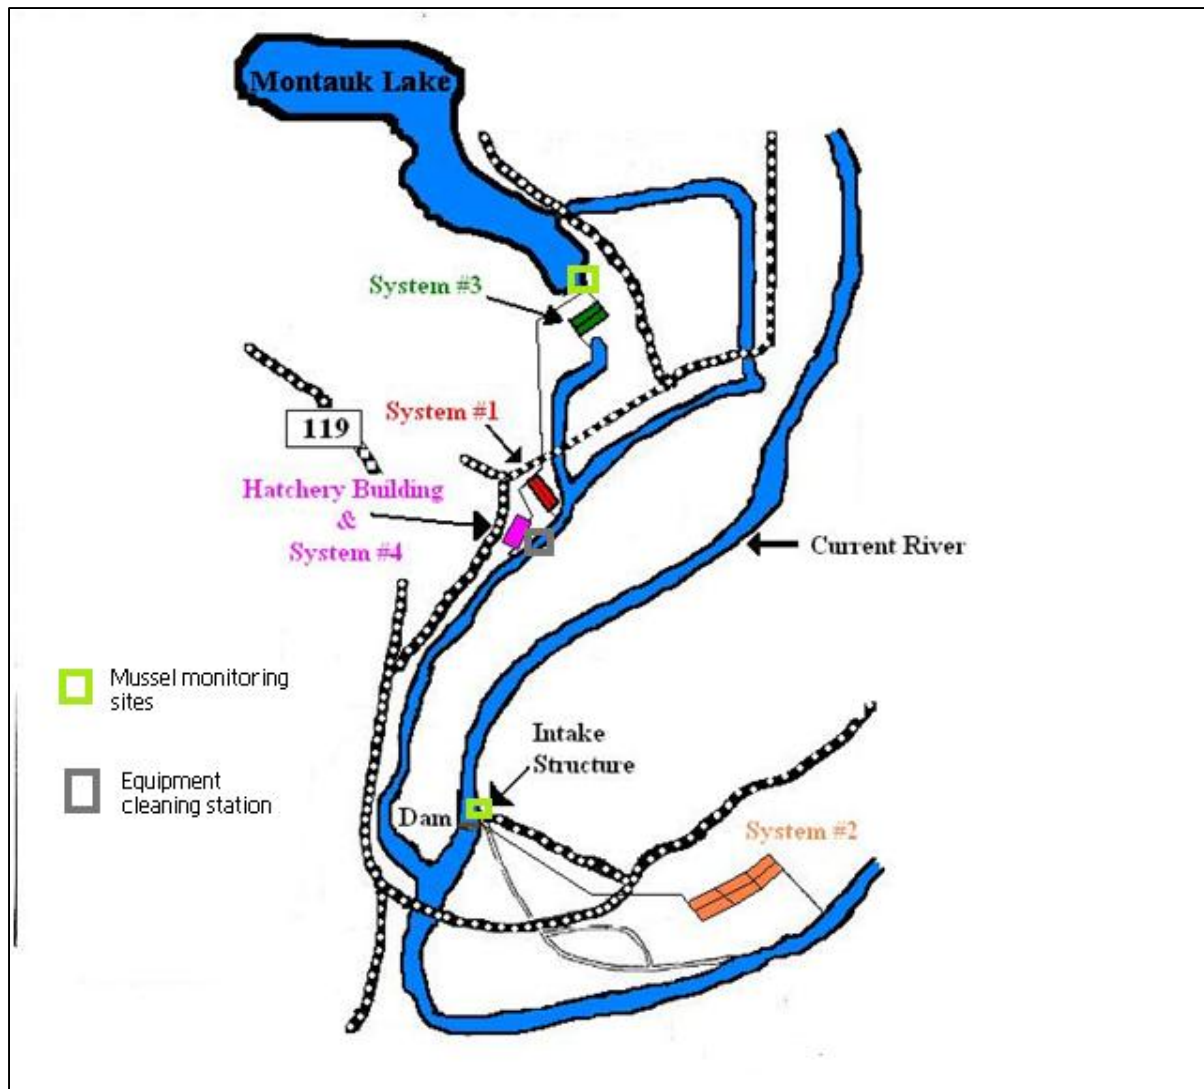 Montauk Lake
System #3
119
System #1
Hatchery Building
&
System #4
Current River
Mussel monitoring
sites
Intake
Structure
Equipment
cleaning station
Dam
System #2